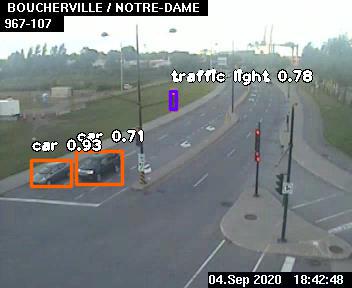 BOUCHERVILLE / NOTRE-DAME
967-107
traffic light 0.78
car 0.93
car 0.71
04.Sep 2020 18:42:48